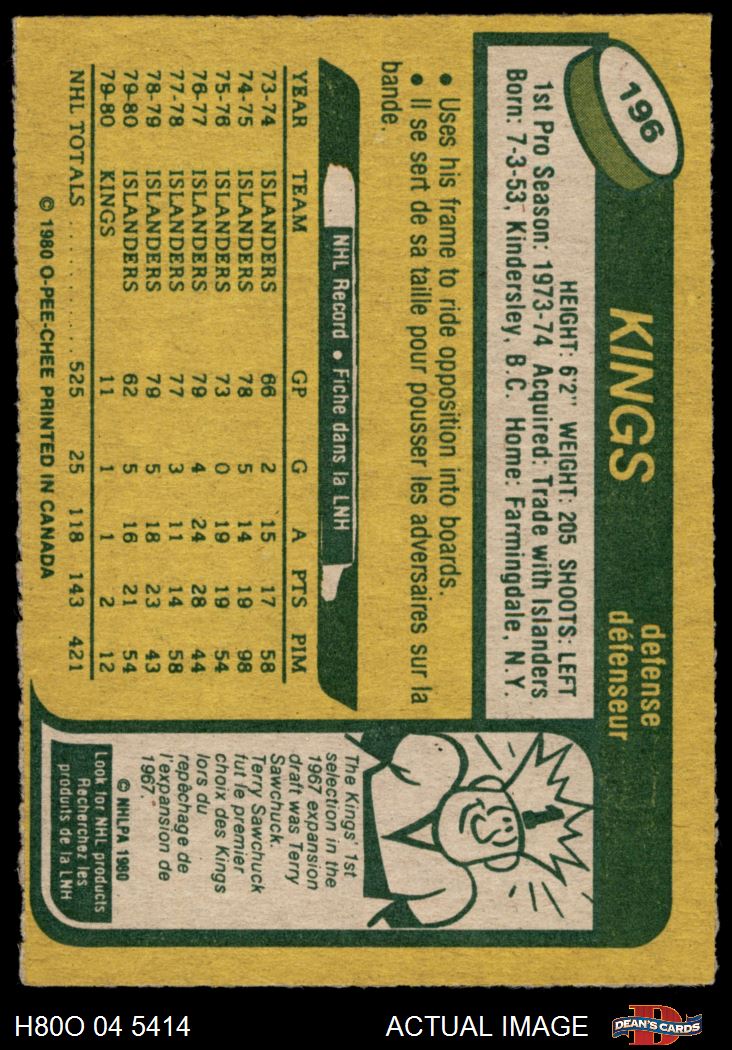 196
KINGS
defense
défenseur
HEIGHT: 6'2" WEIGHT: 205 SHOOTS: LEFT
1st Pro Season: 1973-74 Acquired: Trade with Islanders
Born: 7-3-53, Kindersley, B.C. Home: Farmingdale, N.Y.
• Uses his frame to ride opposition into boards.
• Il se sert de sa taille pour pousser les adversaires sur la
bande.
NHL Record • Fiche dans la LNH
YEAR TEAM GP G A PTS PIM
73-74 ISLANDERS 66 2 15 17 58
74-75 ISLANDERS 78 5 14 19 98
75-76 ISLANDERS 73 0 19 19 54
76-77 ISLANDERS 79 4 24 28 44
77-78 ISLANDERS 77 3 11 14 58
78-79 ISLANDERS 79 5 18 23 43
79-80 ISLANDERS 62 5 16 21 54
79-80 KINGS 11 1 1 2 12
NHL TOTALS .......... 525 25 118 143 421
© 1980 O-PEE-CHEE PRINTED IN CANADA
The Kings' 1st
selection in the
1967 expansion
draft was Terry
Sawchuck.
Terry Sawchuck
fut le premier
choix des Kings
lors du
repêchage de
l'expansion de
1967.
© NHLPA 1980
Look for NHL products
Recherchez les
produits de la LNH
H80O 04 5414
ACTUAL IMAGE
D
DEAN'S CARDS